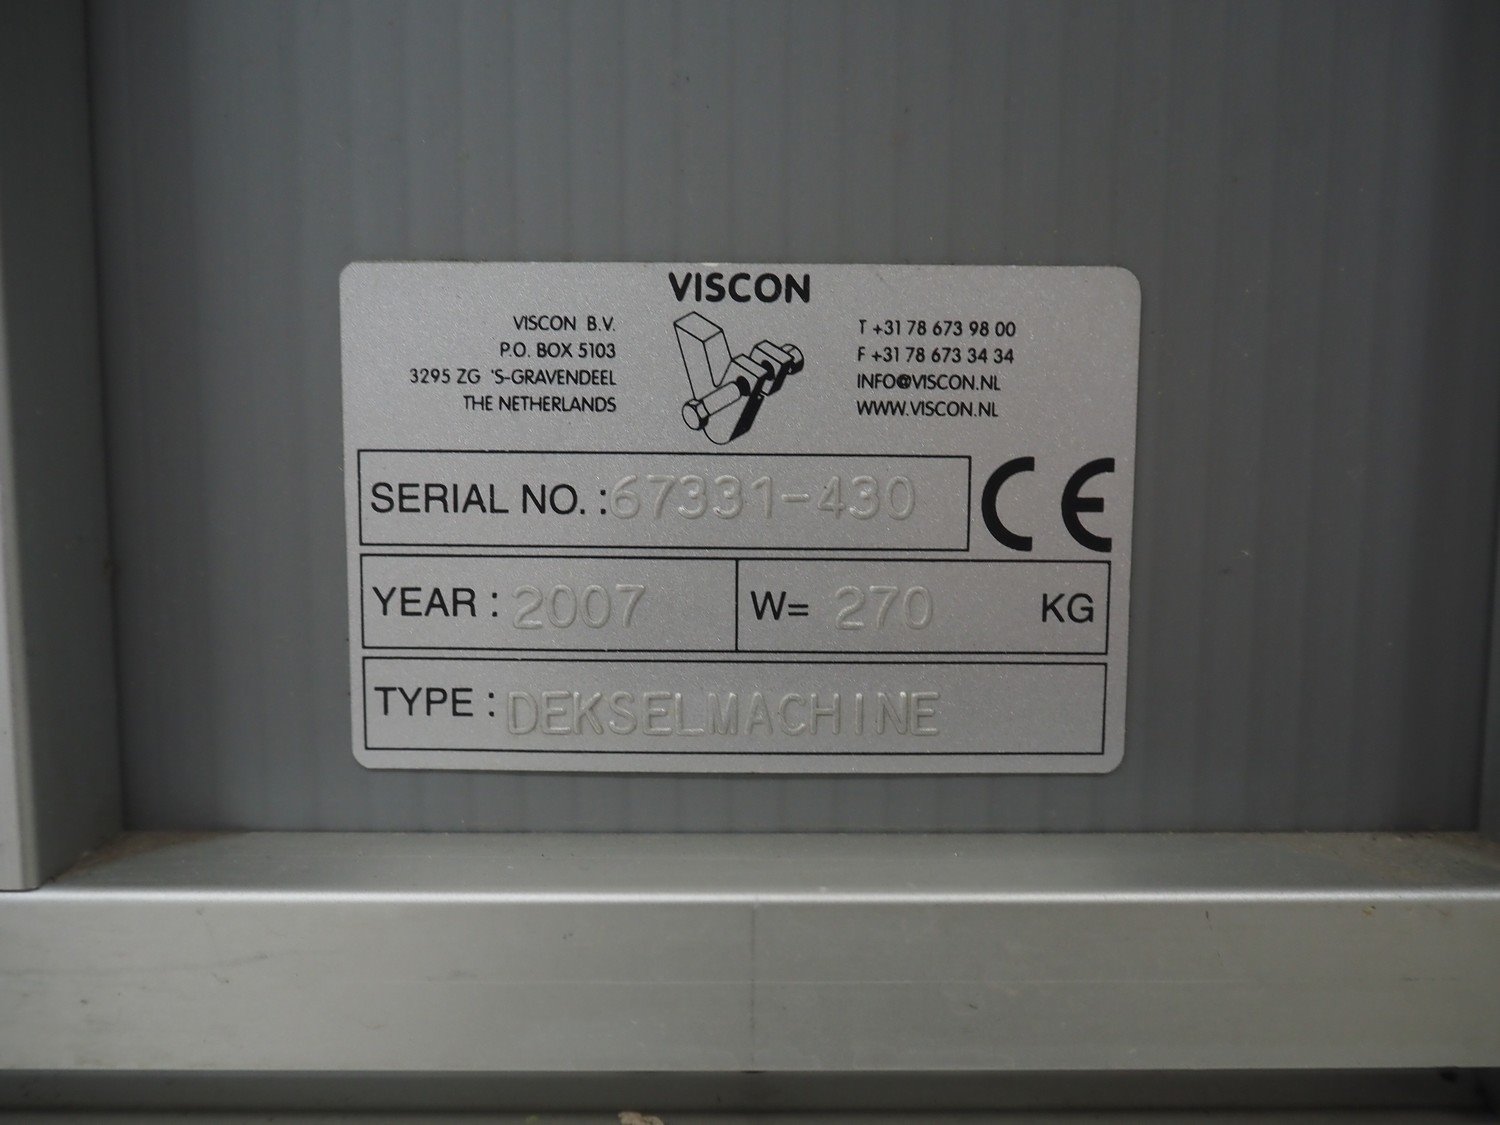 VISCON
VISCON B.V.
P.O. BOX 5103
3295 ZG 'S-GRAVENDEEL
THE NETHERLANDS
T +31 78 673 98 00
F +31 78 673 34 34
INFO@VISCON.NL
WWW.VISCON.NL
SERIAL NO. : 67331-430
CE
YEAR : 2007
W= 270 KG
TYPE : DEKSELMACHINE